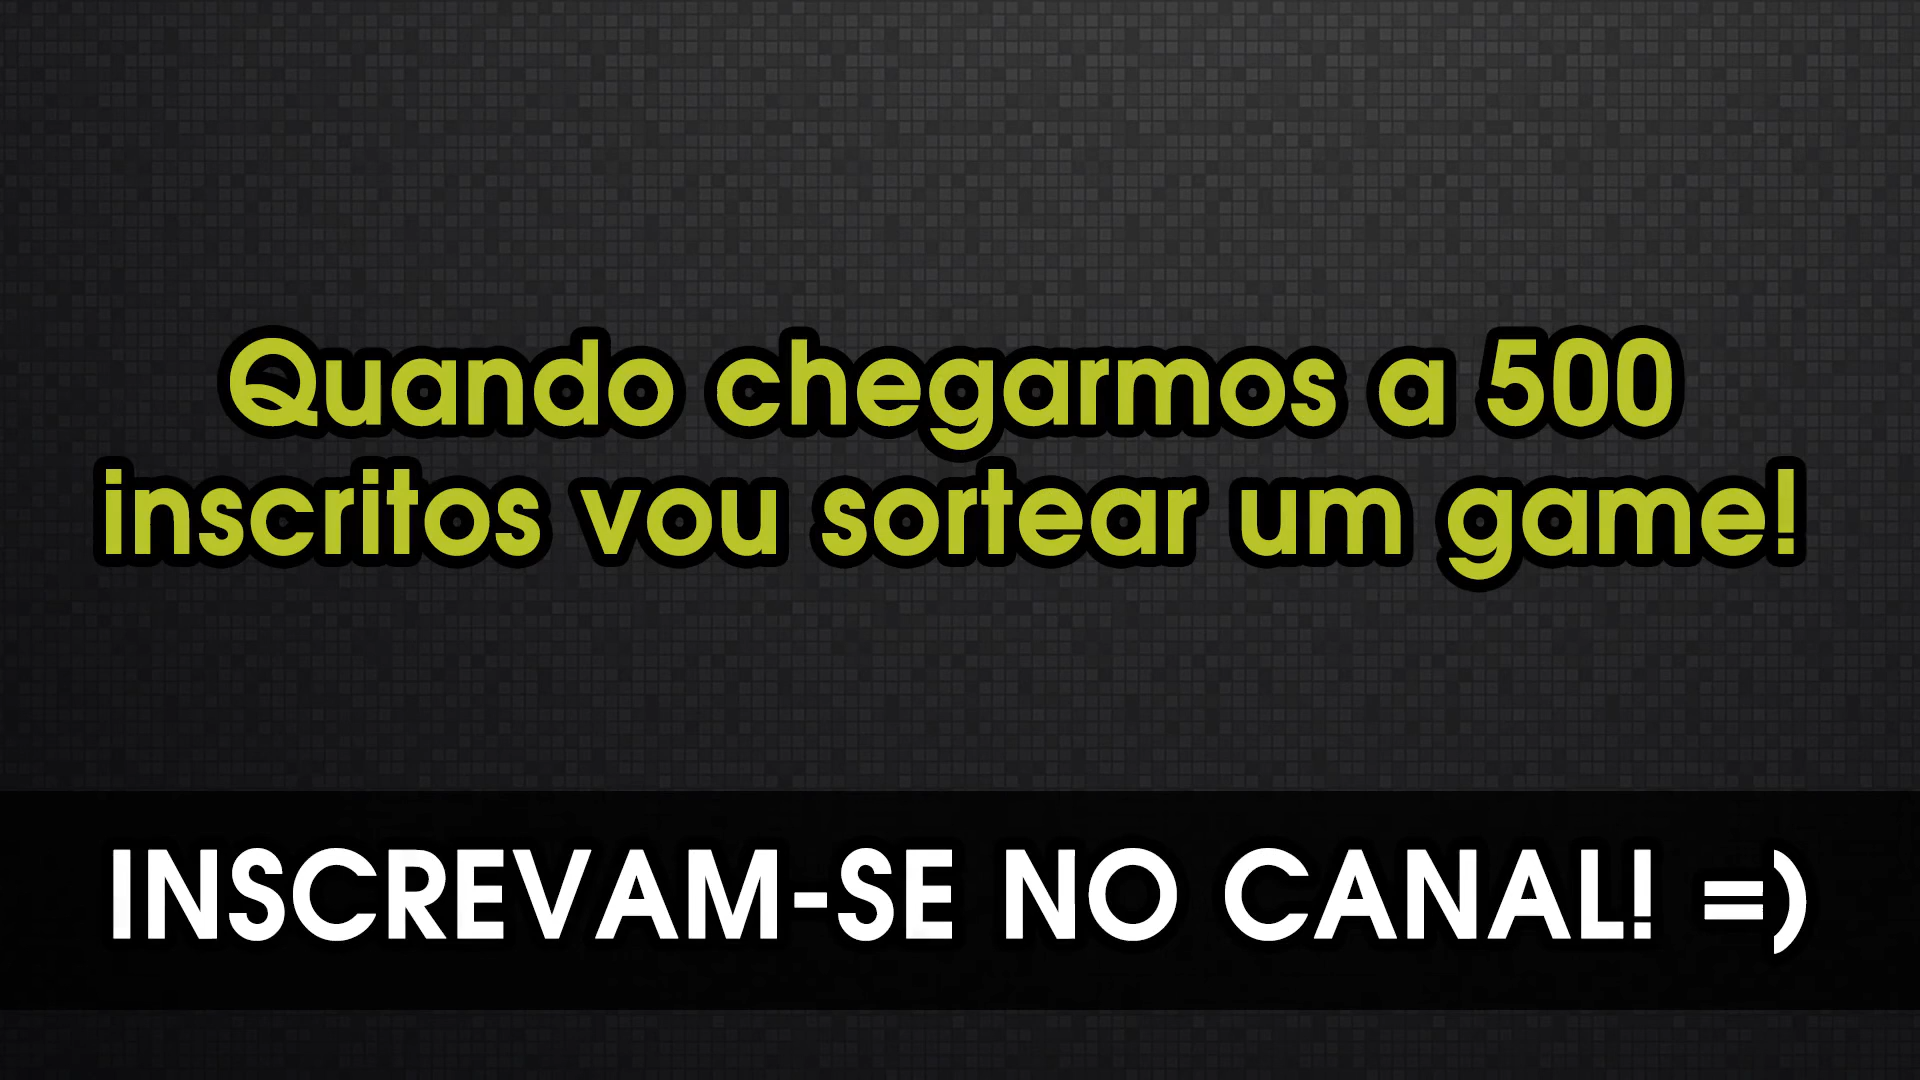 Quando chegarmos a 500
inscritos vou sortear um game!
INSCREVAM-SE NO CANAL! =)